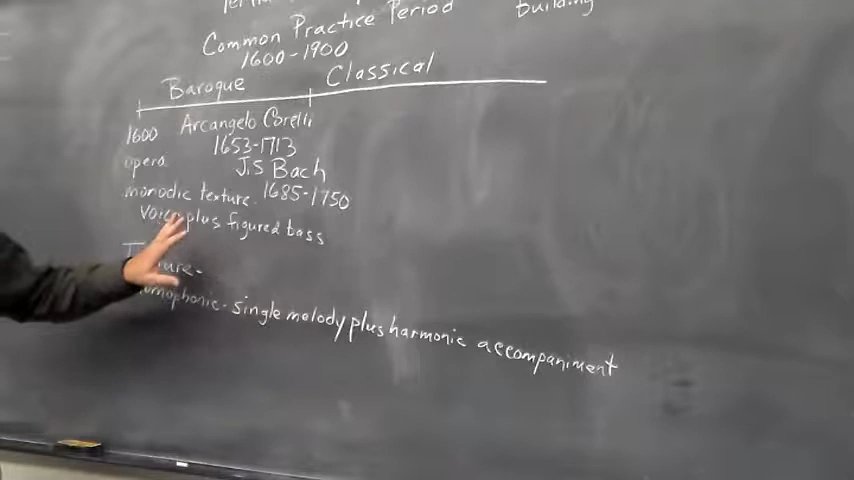 building
Common Practice Period
1600-1900
Baroque Classical
1600 Arcangelo Corelli
1653-1713
opera J.S Bach
monodic texture. 1685-1750
plus figured bass
single melody plus harmonic accompaniment